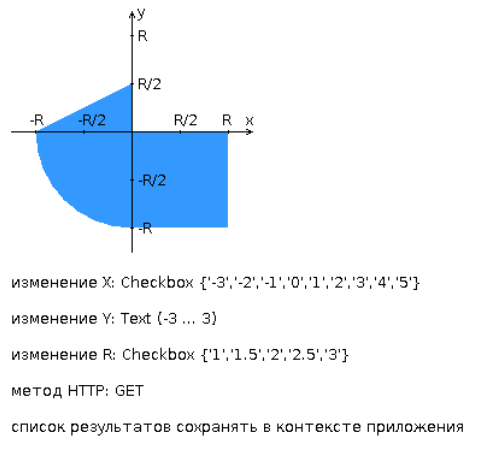 y
R
R/2
-R -R/2 R/2 R x
-R/2
-R
изменение X: Checkbox {'-3','-2','-1','0','1','2','3','4','5'}
изменение Y: Text (-3 ... 3)
изменение R: Checkbox {'1','1.5','2','2.5','3'}
метод HTTP: GET
список результатов сохранять в контексте приложения